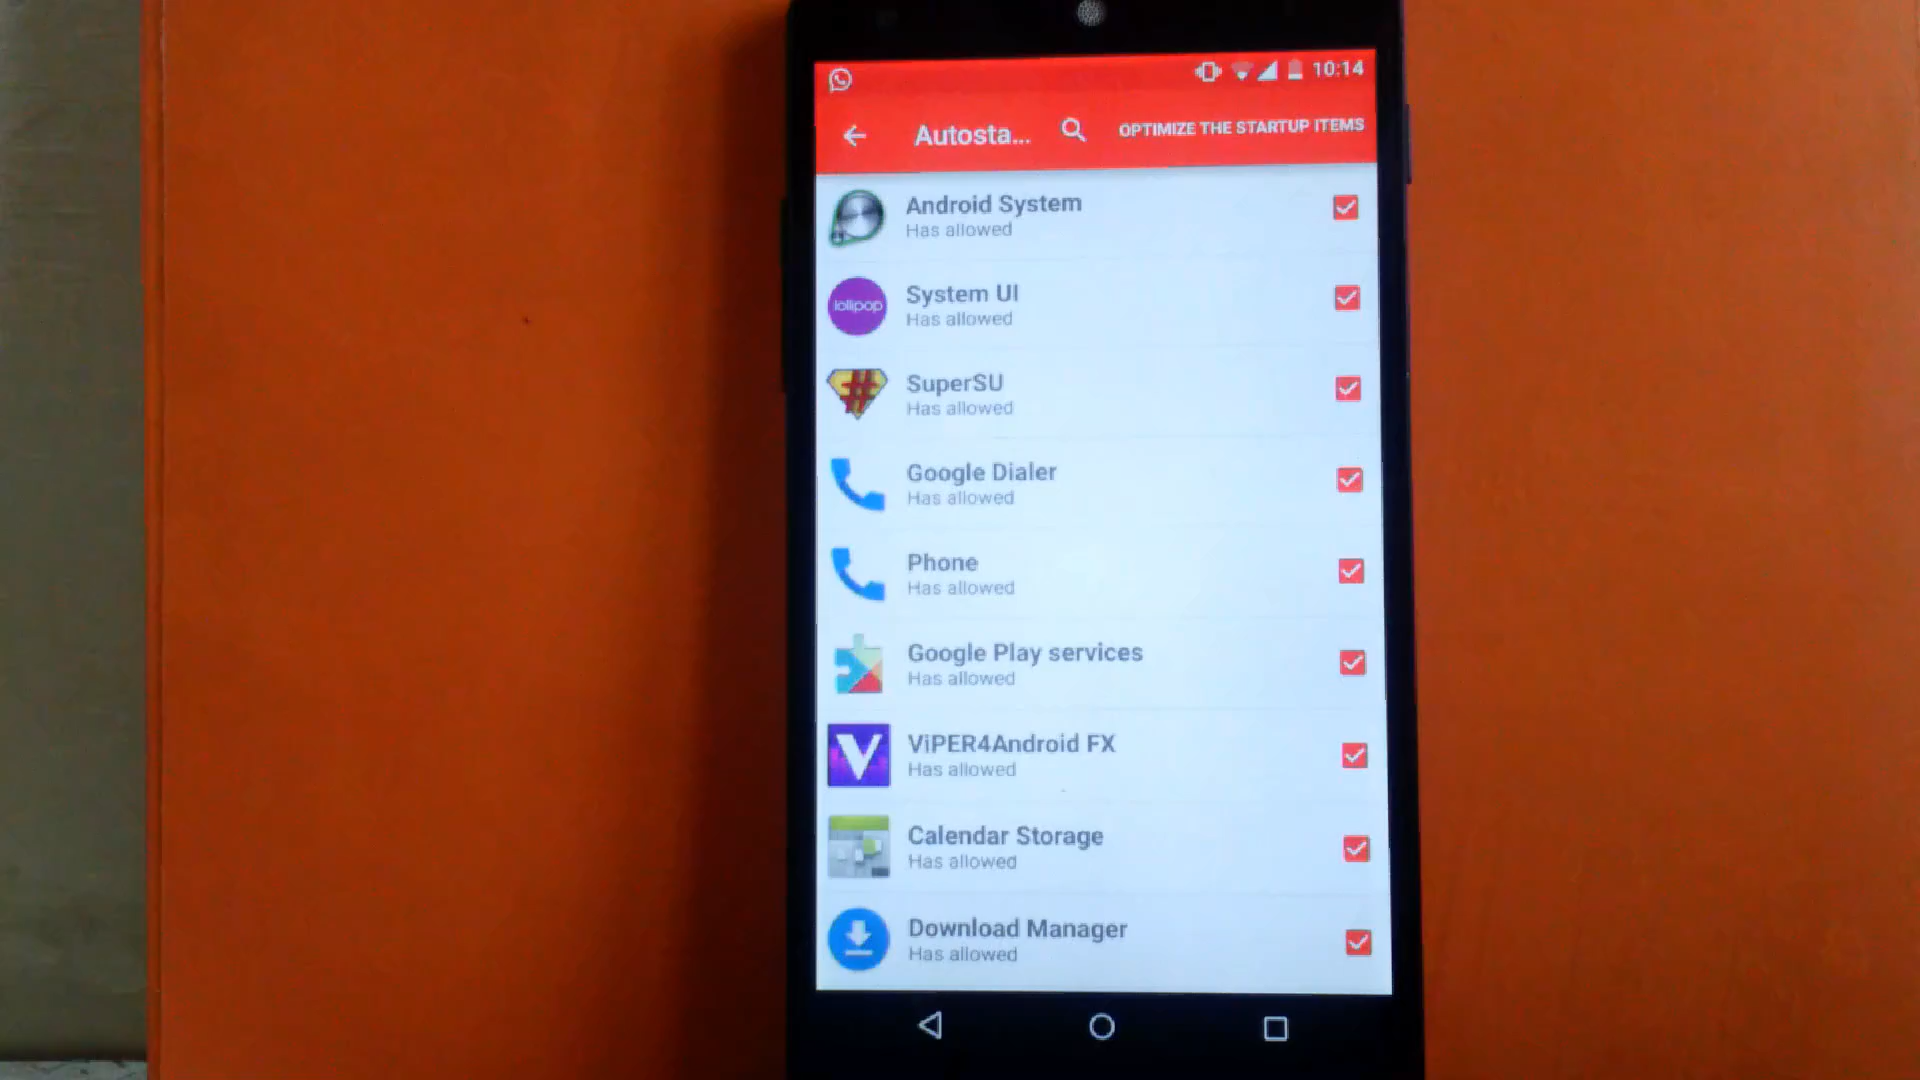 10:14
Autosta...
OPTIMIZE THE STARTUP ITEMS
Android System
Has allowed
lollipop
System UI
Has allowed
SuperSU
Has allowed
Google Dialer
Has allowed
Phone
Has allowed
Google Play services
Has allowed
V
ViPER4Android FX
Has allowed
Calendar Storage
Has allowed
Download Manager
Has allowed